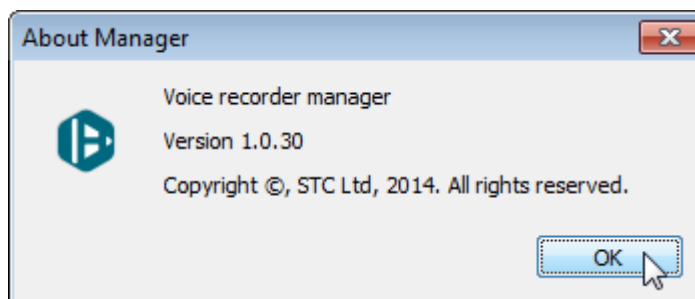 About Manager
Voice recorder manager
Version 1.0.30
Copyright ©, STC Ltd, 2014. All rights reserved.
OK